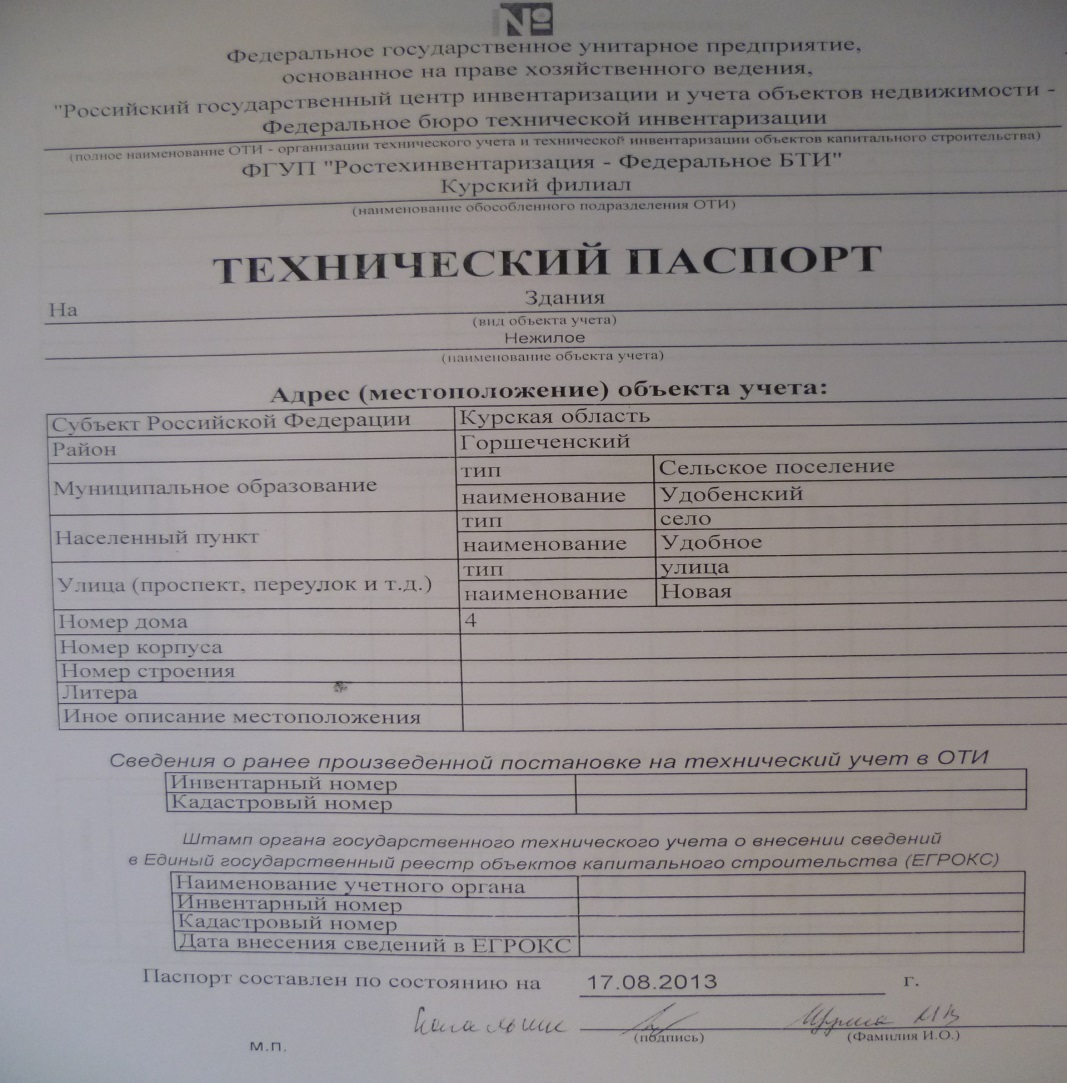 №
Федеральное государственное унитарное предприятие,
основанное на праве хозяйственного ведения,
"Российский государственный центр инвентаризации и учета объектов недвижимости -
Федеральное бюро технической инвентаризации
(полное наименование ОТИ - организации технического учета и технической инвентаризации объектов капитального строительства)
ФГУП "Ростехинвентаризация - Федеральное БТИ"
Курский филиал
(наименование обособленного подразделения ОТИ)
ТЕХНИЧЕСКИЙ ПАСПОРТ
На Здания
(вид объекта учета)
Нежилое
(наименование объекта учета)
Адрес (местоположение) объекта учета:
Субъект Российской Федерации Курская область
Район Горшеченский
Муниципальное образование тип Сельское поселение
наименование Удобенский
Населенный пункт тип село
наименование Удобное
Улица (проспект, переулок и т.д.) тип улица
наименование Новая
Номер дома 4
Номер корпуса
Номер строения
Литера
Иное описание местоположения
Сведения о ранее произведенной постановке на технический учет в ОТИ
Инвентарный номер
Кадастровый номер
Штамп органа государственного технического учета о внесении сведений
в Единый государственный реестр объектов капитального строительства (ЕГРОКС)
Наименование учетного органа
Инвентарный номер
Кадастровый номер
Дата внесения сведений в ЕГРОКС
Паспорт составлен по состоянию на 17.08.2013 г.
(подпись) (Фамилия И.О.)
м.п.